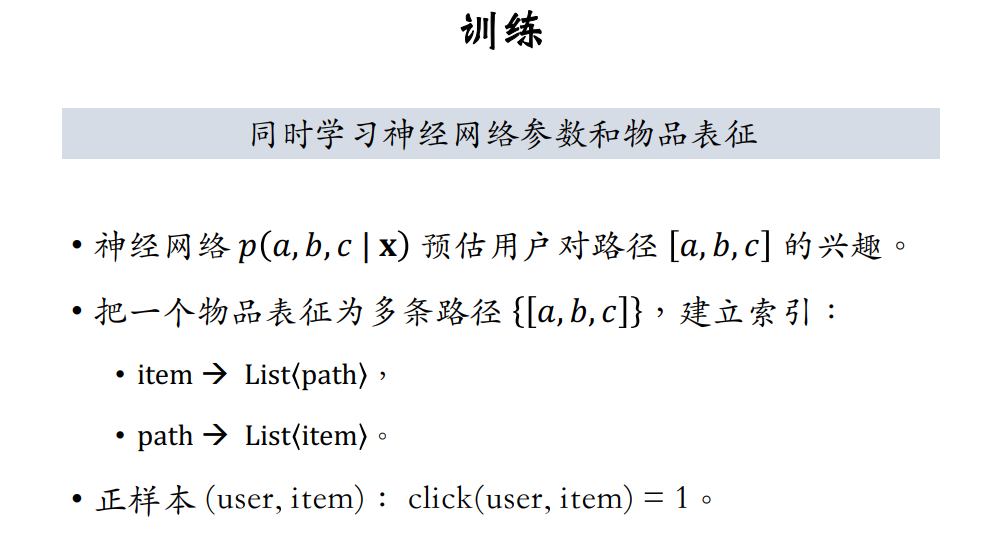 训练
同时学习神经网络参数和物品表征
• 神经网络 p(a, b, c | x) 预估用户对路径 [a, b, c] 的兴趣。
• 把一个物品表征为多条路径 {[a, b, c]}，建立索引：
• item → List⟨path⟩，
• path → List⟨item⟩。
• 正样本 (user, item)： click(user, item) = 1。